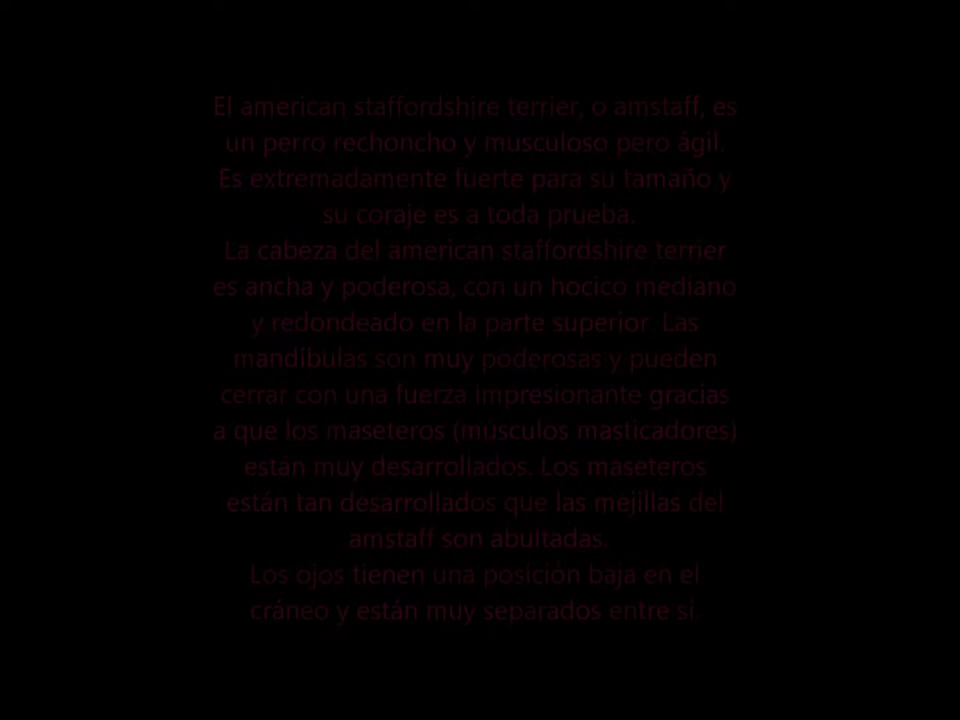 El american staffordshire terrier, o amstaff, es
un perro rechoncho y musculoso pero ágil.
Es extremadamente fuerte para su tamaño y
su coraje es a toda prueba.
La cabeza del american staffordshire terrier
es ancha y poderosa, con un hocico mediano
y redondeado en la parte superior. Las
mandíbulas son muy poderosas y pueden
cerrar con una fuerza impresionante gracias
a que los maseteros (músculos masticadores)
están muy desarrollados. Los maseteros
están tan desarrollados que las mejillas del
amstaff son abultadas.
Los ojos tienen una posición baja en el
cráneo y están muy separados entre sí.